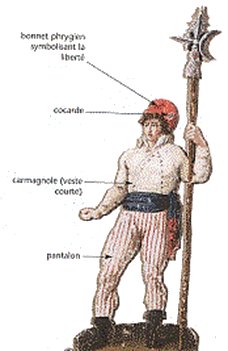 bonnet phrygien
symbolisant la
liberté
cocarde
carmagnole (veste
courte)
pantalon